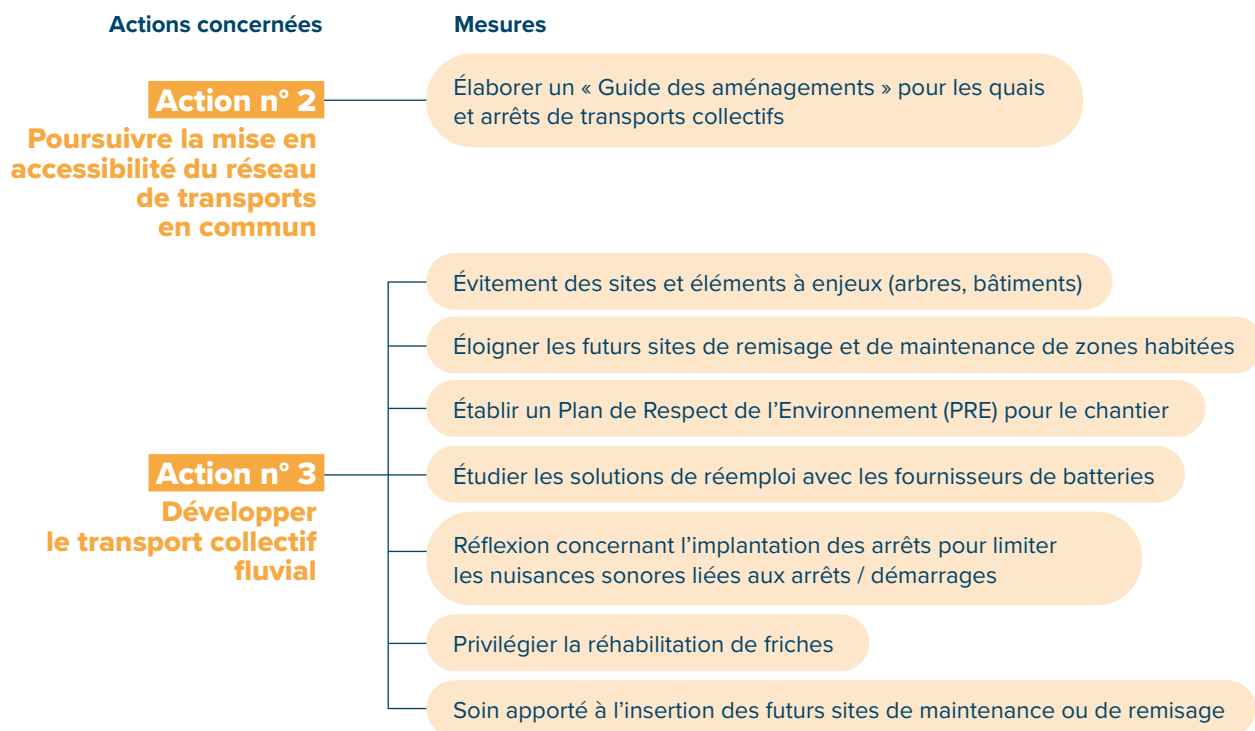 Actions concernées
Mesures
Action n° 2
Poursuivre la mise en
accessibilité du réseau
de transports
en commun
Élaborer un « Guide des aménagements » pour les quais
et arrêts de transports collectifs
Action n° 3
Développer
le transport collectif
fluvial
Évitement des sites et éléments à enjeux (arbres, bâtiments)
Éloigner les futurs sites de remisage et de maintenance de zones habitées
Établir un Plan de Respect de l’Environnement (PRE) pour le chantier
Étudier les solutions de réemploi avec les fournisseurs de batteries
Réflexion concernant l’implantation des arrêts pour limiter
les nuisances sonores liées aux arrêts / démarrages
Privilégier la réhabilitation de friches
Soin apporté à l’insertion des futurs sites de maintenance ou de remisage